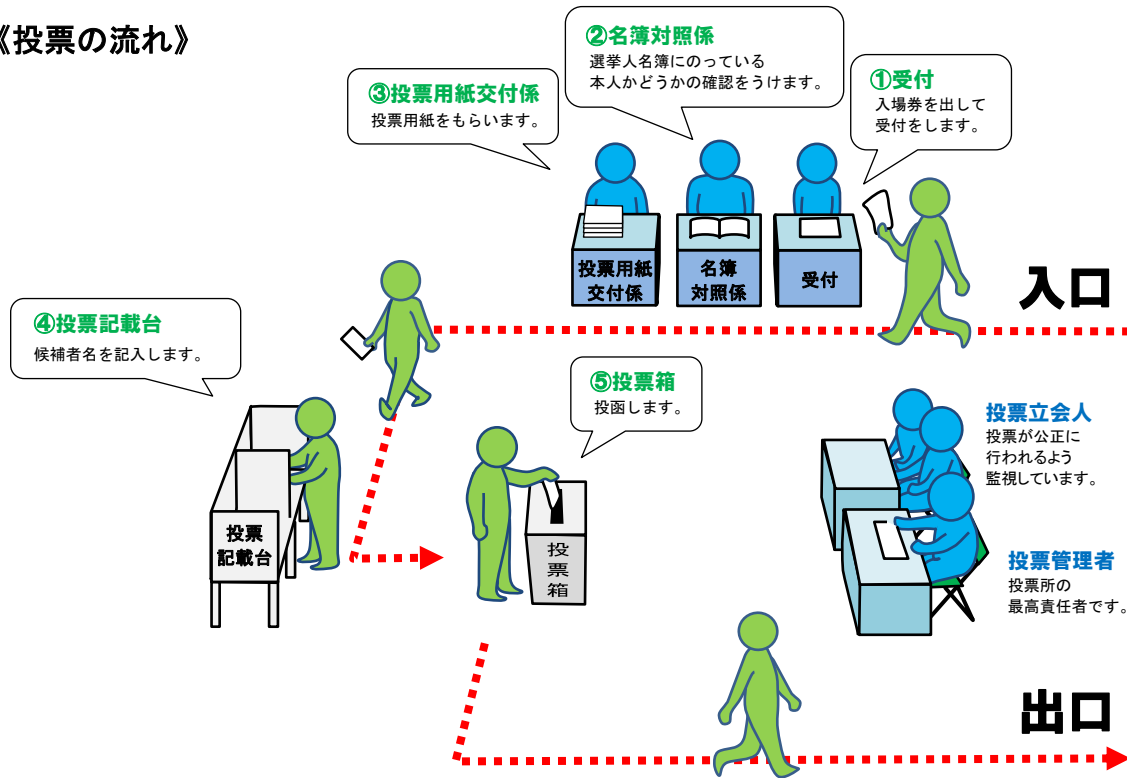 《投票の流れ》
②名簿対照係
選挙人名簿にのっている
本人かどうかの確認をうけます。
③投票用紙交付係
投票用紙をもらいます。
①受付
入場券を出して
受付をします。
投票用紙
交付係
名簿
対照係
受付
入口
④投票記載台
候補者名を記入します。
⑤投票箱
投函します。
投票立会人
投票が公正に
行われるよう
監視しています。
投票
記載台
投票箱
投票管理者
投票所の
最高責任者です。
出口